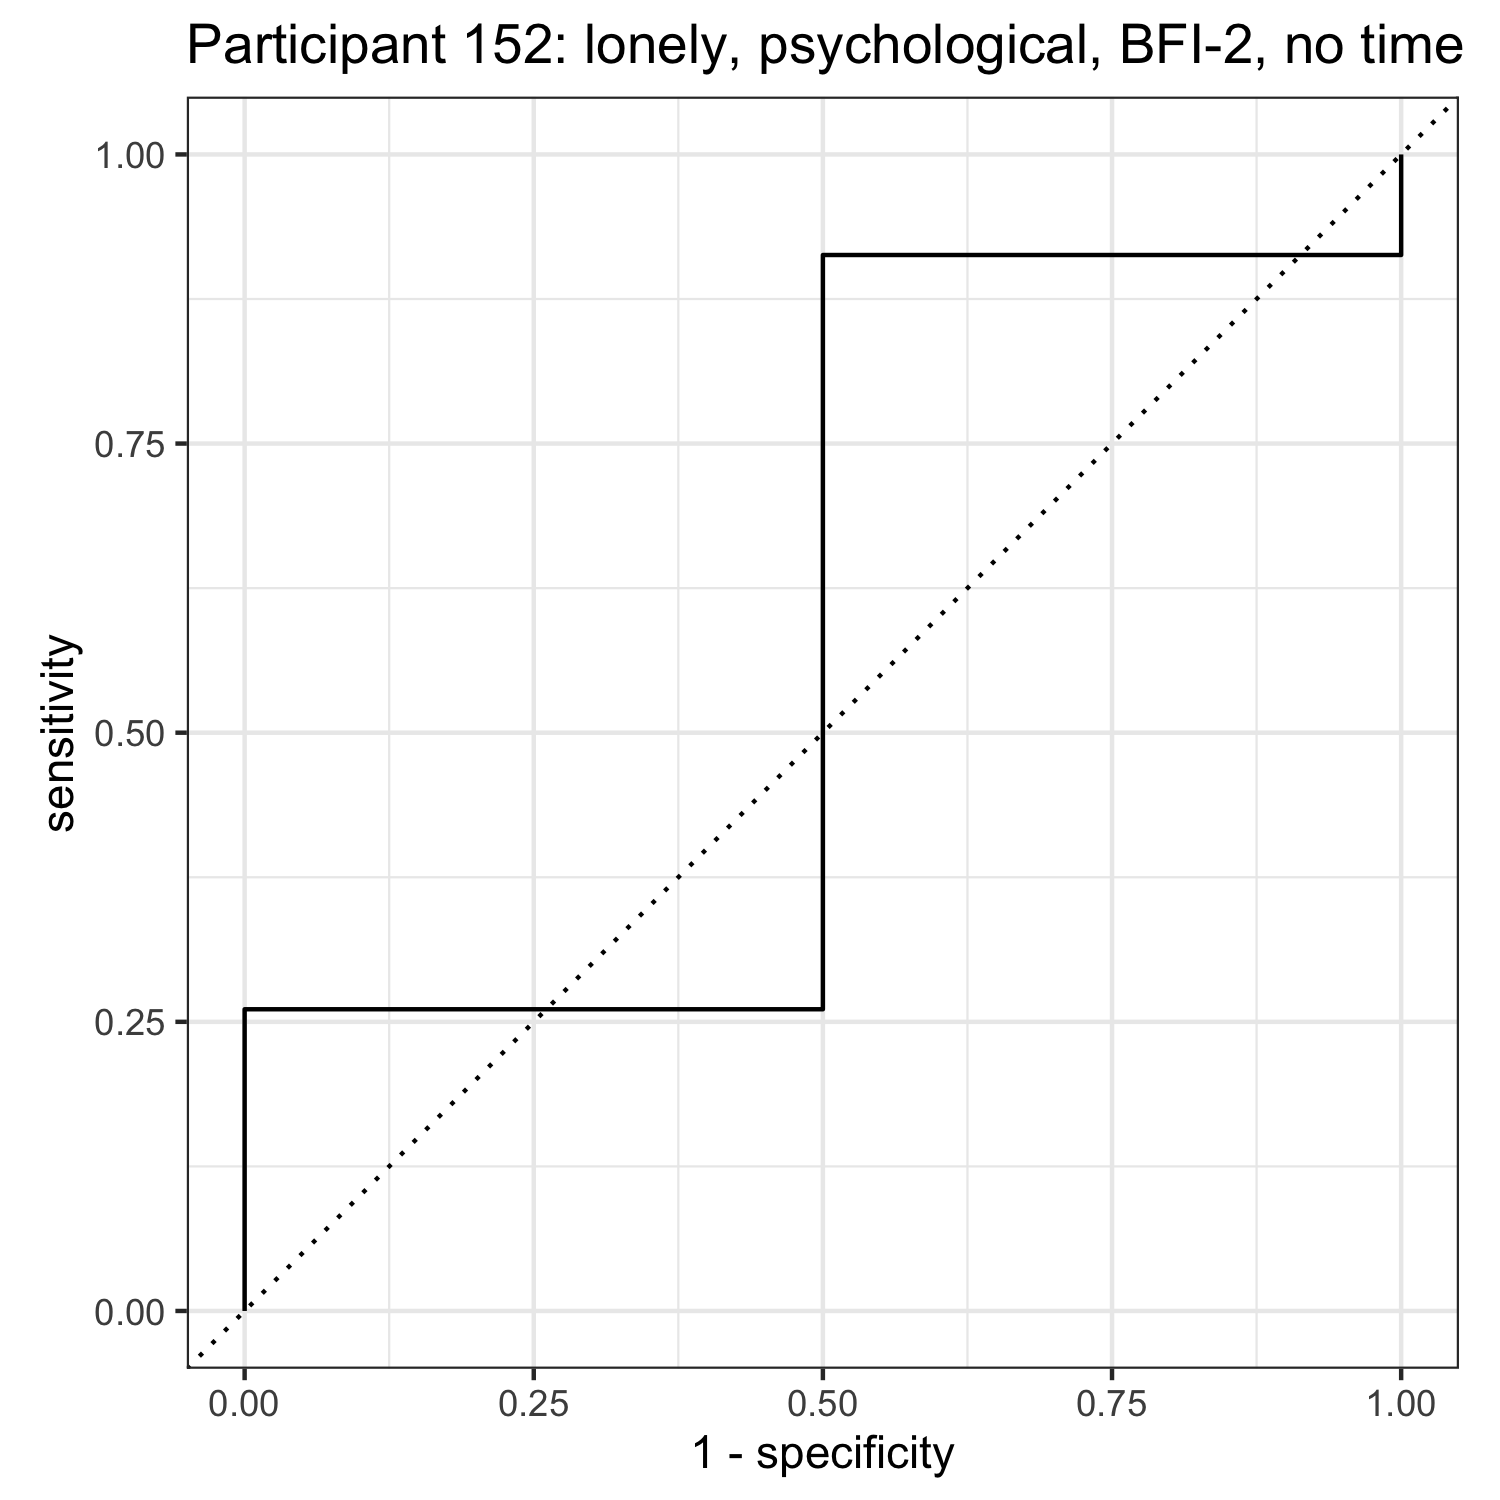 Participant 152: lonely, psychological, BFI-2, no time
sensitivity
1.00
0.75
0.50
0.25
0.00
0.00 0.25 0.50 0.75 1.00
1 - specificity